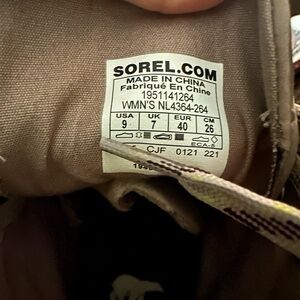 SOREL.COM
MADE IN CHINA
Fabriqué En Chine
1951141264
WMN'S NL4364-264
USA UK EUR CM
9 7 40 26
ECA-S
CJF 0121 221